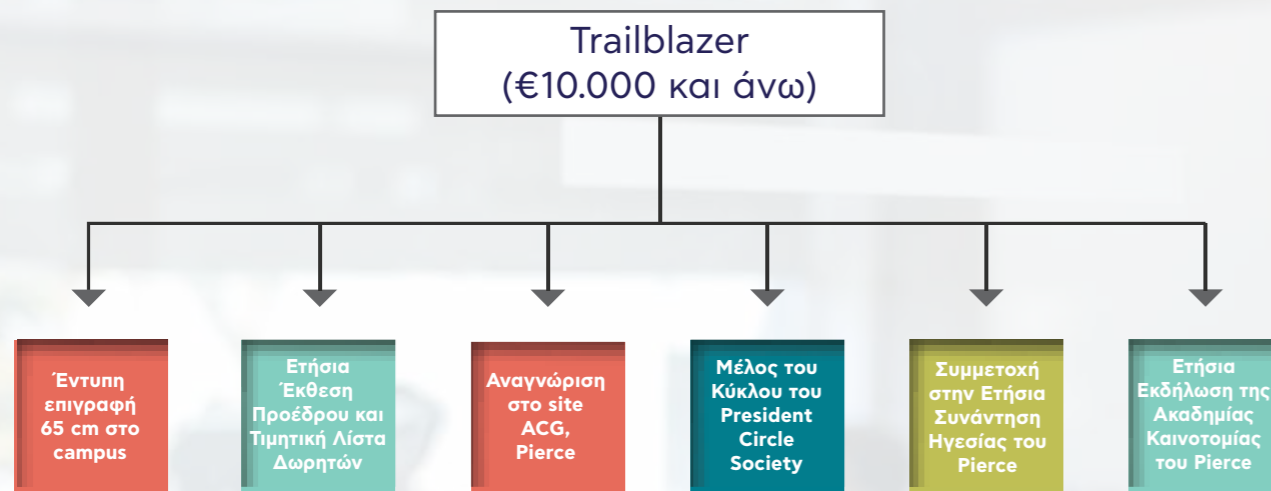 Trailblazer
(€10.000 και άνω)
Έντυπη
επιγραφή
65 cm στο
campus
Ετήσια
Έκθεση
Προέδρου και
Τιμητική Λίστα
Δωρητών
Αναγνώριση
στο site
ACG,
Pierce
Μέλος του
Κύκλου του
President
Circle
Society
Συμμετοχή
στην Ετήσια
Συνάντηση
Ηγεσίας του
Pierce
Ετήσια
Εκδήλωση της
Ακαδημίας
Καινοτομίας
του Pierce